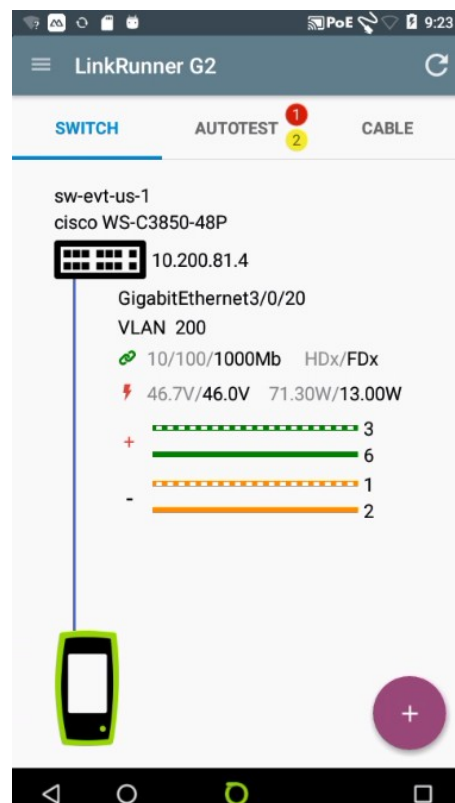 PoE 9:23
LinkRunner G2
SWITCH AUTOTEST 1 2 CABLE
sw-evt-us-1
cisco WS-C3850-48P
10.200.81.4
GigabitEthernet3/0/20
VLAN 200
10/100/1000Mb HDx/FDx
46.7V/46.0V 71.30W/13.00W
+ 3
6
- 1
2
+